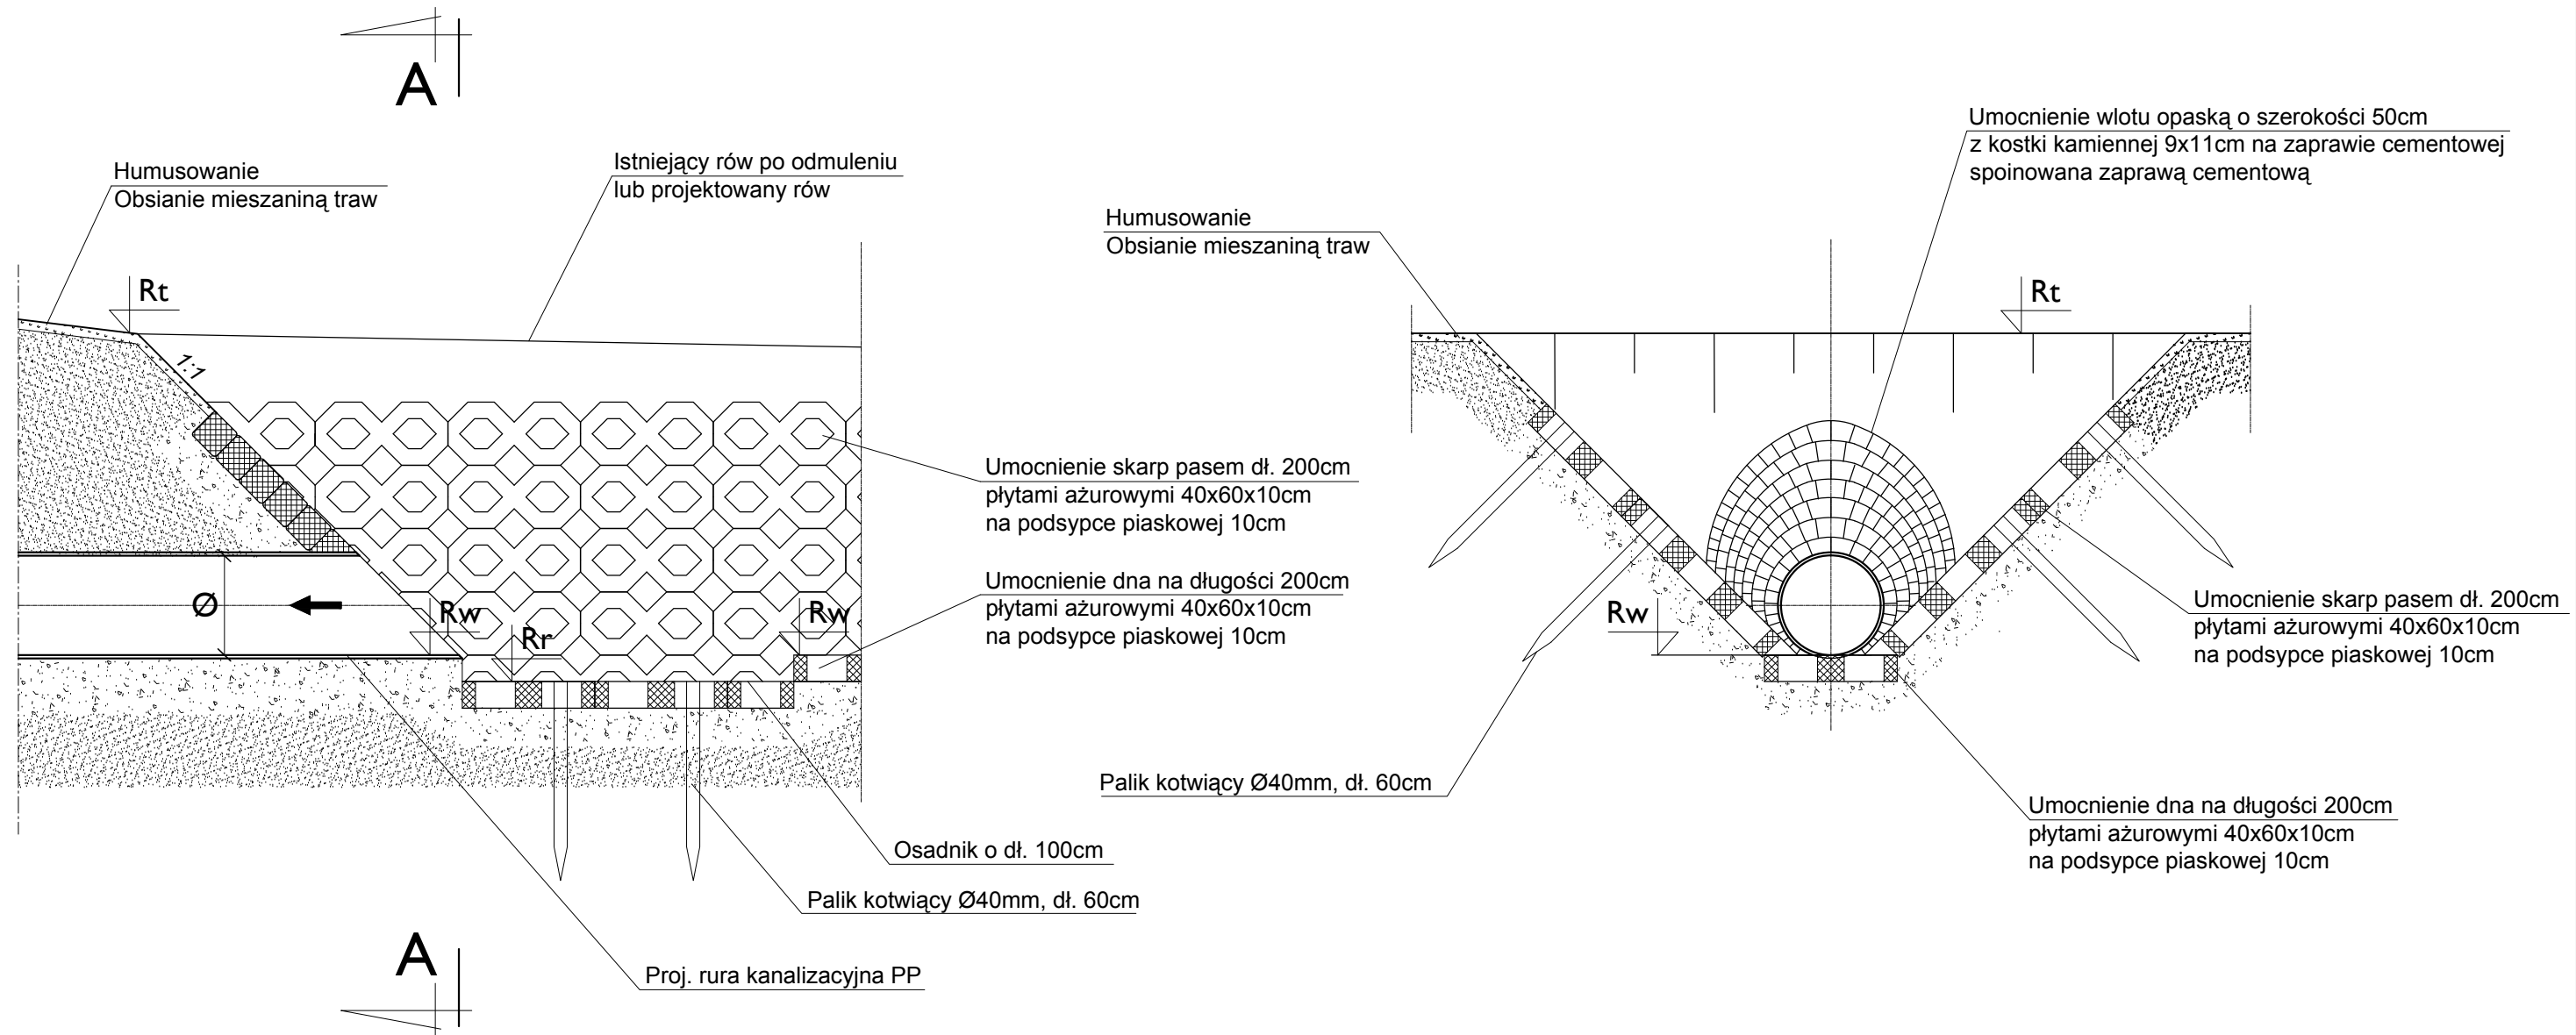 A
Humusowanie
Obsianie mieszaniną traw
Istniejący rów po odmuleniu
lub projektowany rów
Rt
1:1
Ø
Rw
Rr
Rw
Umocnienie skarp pasem dł. 200cm
płytami ażurowymi 40x60x10cm
na podsypce piaskowej 10cm
Umocnienie dna na długości 200cm
płytami ażurowymi 40x60x10cm
na podsypce piaskowej 10cm
Osadnik o dł. 100cm
Palik kotwiący Ø40mm, dł. 60cm
Proj. rura kanalizacyjna PP
A
Umocnienie wlotu opaską o szerokości 50cm
z kostki kamiennej 9x11cm na zaprawie cementowej
spoinowana zaprawą cementową
Humusowanie
Obsianie mieszaniną traw
Rt
Rw
Umocnienie skarp pasem dł. 200cm
płytami ażurowymi 40x60x10cm
na podsypce piaskowej 10cm
Palik kotwiący Ø40mm, dł. 60cm
Umocnienie dna na długości 200cm
płytami ażurowymi 40x60x10cm
na podsypce piaskowej 10cm